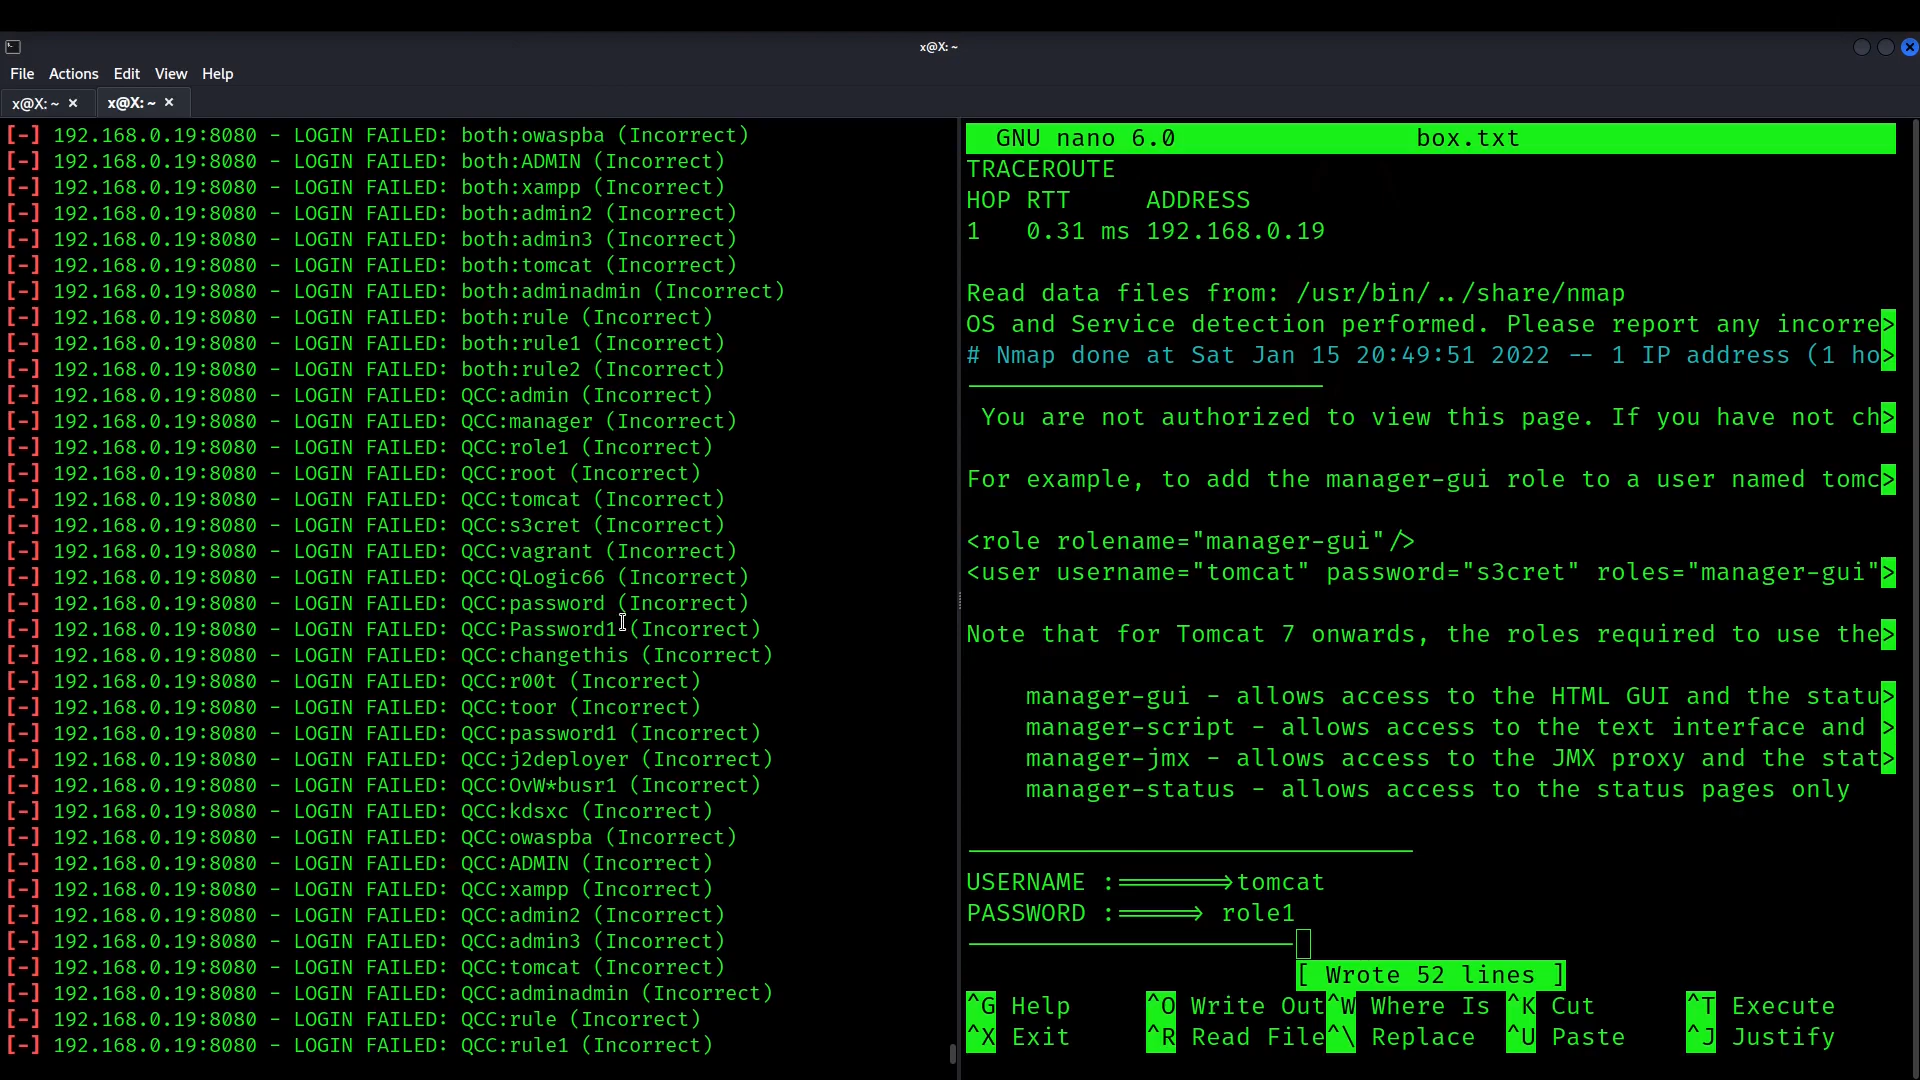 x@X: ~
File Actions Edit View Help
x@X: ~ × x@X: ~ ×
[-] 192.168.0.19:8080 - LOGIN FAILED: both:owaspba (Incorrect)
[-] 192.168.0.19:8080 - LOGIN FAILED: both:ADMIN (Incorrect)
[-] 192.168.0.19:8080 - LOGIN FAILED: both:xampp (Incorrect)
[-] 192.168.0.19:8080 - LOGIN FAILED: both:admin2 (Incorrect)
[-] 192.168.0.19:8080 - LOGIN FAILED: both:admin3 (Incorrect)
[-] 192.168.0.19:8080 - LOGIN FAILED: both:tomcat (Incorrect)
[-] 192.168.0.19:8080 - LOGIN FAILED: both:adminadmin (Incorrect)
[-] 192.168.0.19:8080 - LOGIN FAILED: both:rule (Incorrect)
[-] 192.168.0.19:8080 - LOGIN FAILED: both:rule1 (Incorrect)
[-] 192.168.0.19:8080 - LOGIN FAILED: both:rule2 (Incorrect)
[-] 192.168.0.19:8080 - LOGIN FAILED: QCC:admin (Incorrect)
[-] 192.168.0.19:8080 - LOGIN FAILED: QCC:manager (Incorrect)
[-] 192.168.0.19:8080 - LOGIN FAILED: QCC:role1 (Incorrect)
[-] 192.168.0.19:8080 - LOGIN FAILED: QCC:root (Incorrect)
[-] 192.168.0.19:8080 - LOGIN FAILED: QCC:tomcat (Incorrect)
[-] 192.168.0.19:8080 - LOGIN FAILED: QCC:s3cret (Incorrect)
[-] 192.168.0.19:8080 - LOGIN FAILED: QCC:vagrant (Incorrect)
[-] 192.168.0.19:8080 - LOGIN FAILED: QCC:QLogic66 (Incorrect)
[-] 192.168.0.19:8080 - LOGIN FAILED: QCC:password (Incorrect)
[-] 192.168.0.19:8080 - LOGIN FAILED: QCC:Password1 (Incorrect)
[-] 192.168.0.19:8080 - LOGIN FAILED: QCC:changethis (Incorrect)
[-] 192.168.0.19:8080 - LOGIN FAILED: QCC:r00t (Incorrect)
[-] 192.168.0.19:8080 - LOGIN FAILED: QCC:toor (Incorrect)
[-] 192.168.0.19:8080 - LOGIN FAILED: QCC:password1 (Incorrect)
[-] 192.168.0.19:8080 - LOGIN FAILED: QCC:j2deployer (Incorrect)
[-] 192.168.0.19:8080 - LOGIN FAILED: QCC:OvW*busr1 (Incorrect)
[-] 192.168.0.19:8080 - LOGIN FAILED: QCC:kdsxc (Incorrect)
[-] 192.168.0.19:8080 - LOGIN FAILED: QCC:owaspba (Incorrect)
[-] 192.168.0.19:8080 - LOGIN FAILED: QCC:ADMIN (Incorrect)
[-] 192.168.0.19:8080 - LOGIN FAILED: QCC:xampp (Incorrect)
[-] 192.168.0.19:8080 - LOGIN FAILED: QCC:admin2 (Incorrect)
[-] 192.168.0.19:8080 - LOGIN FAILED: QCC:admin3 (Incorrect)
[-] 192.168.0.19:8080 - LOGIN FAILED: QCC:tomcat (Incorrect)
[-] 192.168.0.19:8080 - LOGIN FAILED: QCC:adminadmin (Incorrect)
[-] 192.168.0.19:8080 - LOGIN FAILED: QCC:rule (Incorrect)
[-] 192.168.0.19:8080 - LOGIN FAILED: QCC:rule1 (Incorrect)
GNU nano 6.0 box.txt
TRACEROUTE
HOP RTT ADDRESS
1 0.31 ms 192.168.0.19
Read data files from: /usr/bin/../share/nmap
OS and Service detection performed. Please report any incorre>
# Nmap done at Sat Jan 15 20:49:51 2022 -- 1 IP address (1 ho>
You are not authorized to view this page. If you have not ch>
For example, to add the manager-gui role to a user named tomc>
<role rolename="manager-gui"/>
<user username="tomcat" password="s3cret" roles="manager-gui">
Note that for Tomcat 7 onwards, the roles required to use the>
manager-gui - allows access to the HTML GUI and the statu>
manager-script - allows access to the text interface and >
manager-jmx - allows access to the JMX proxy and the stat>
manager-status - allows access to the status pages only
USERNAME :=======>tomcat
PASSWORD :=====> role1
[ Wrote 52 lines ]
^G Help ^O Write Out ^W Where Is ^K Cut ^T Execute
^X Exit ^R Read File ^\ Replace ^U Paste ^J Justify